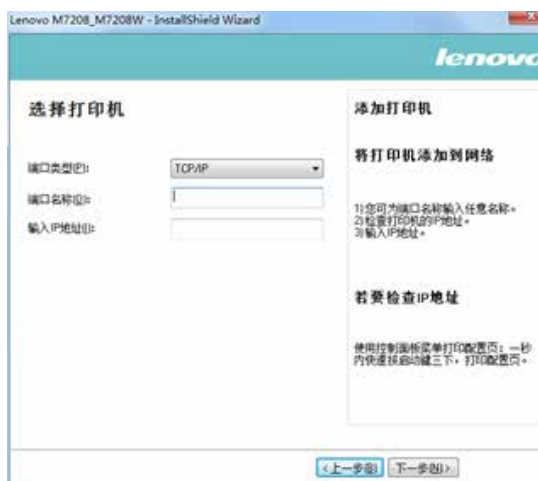 Lenovo M7208_M7208W - InstallShield Wizard
lenovo
选择打印机
添加打印机
将打印机添加到网络
端口类型(P):
TCP/IP
端口名称(Q):
输入IP地址(I):
1)您可为端口名称输入任意名称。
2)检查打印机的IP地址。
3)输入IP地址。
若要检查IP地址
使用控制面板菜单打印配置页：一秒
内快速按启动键三下，打印配置页。
<上一步(B)
下一步(N)>